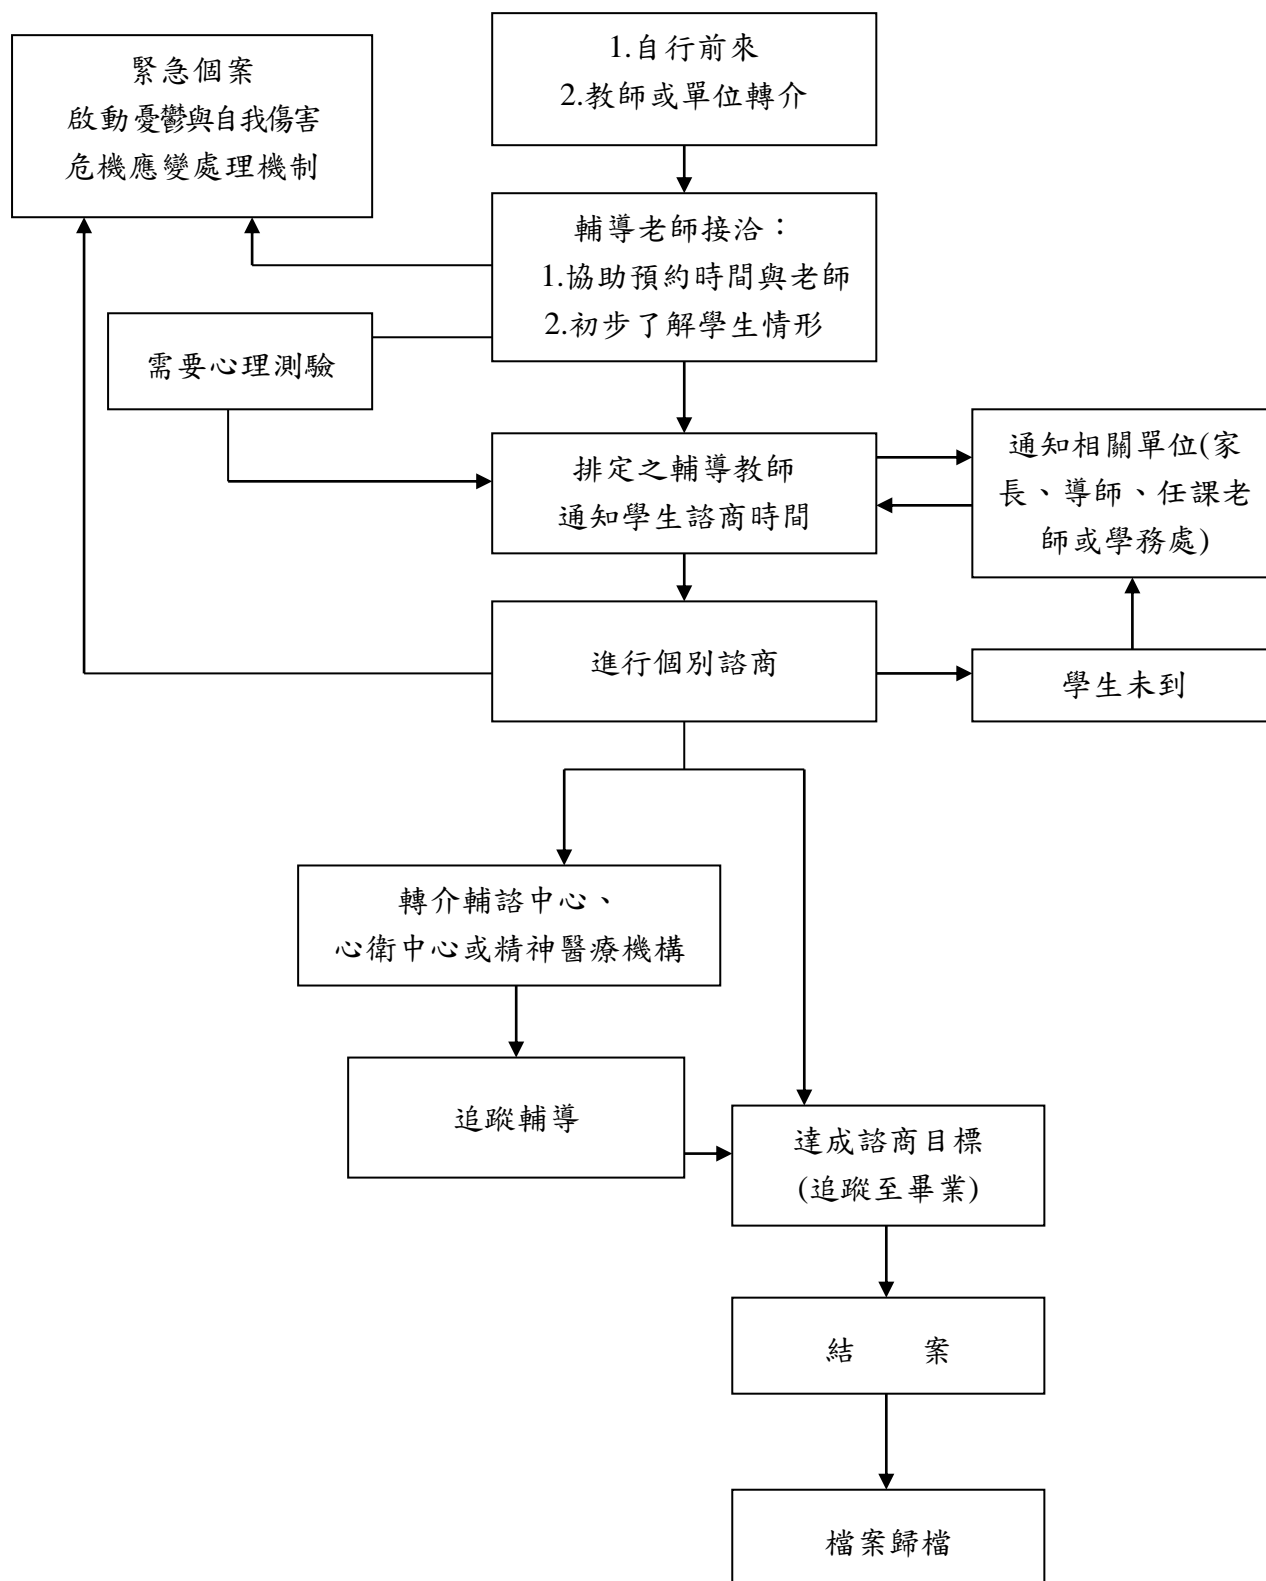 1.自行前來
2.教師或單位轉介
緊急個案
啟動憂鬱與自我傷害
危機應變處理機制
輔導老師接洽：
1.協助預約時間與老師
2.初步了解學生情形
需要心理測驗
排定之輔導教師
通知學生諮商時間
通知相關單位(家
長、導師、任課老
師或學務處)
進行個別諮商
學生未到
轉介輔諮中心、
心衛中心或精神醫療機構
追蹤輔導
達成諮商目標
(追蹤至畢業)
結 案
檔案歸檔